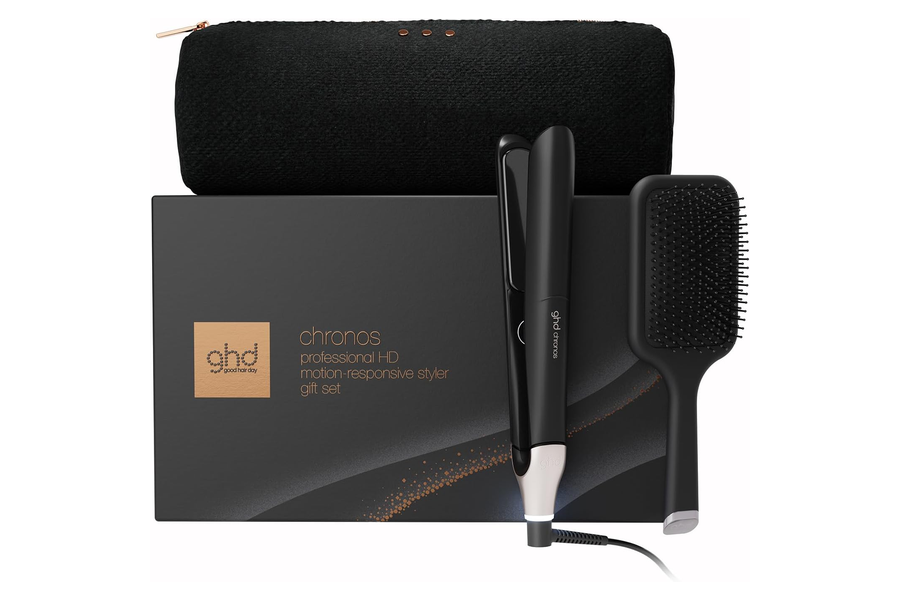 ghd
good hair day
chronos
professional HD
motion-responsive styler
gift set
ghd chronos